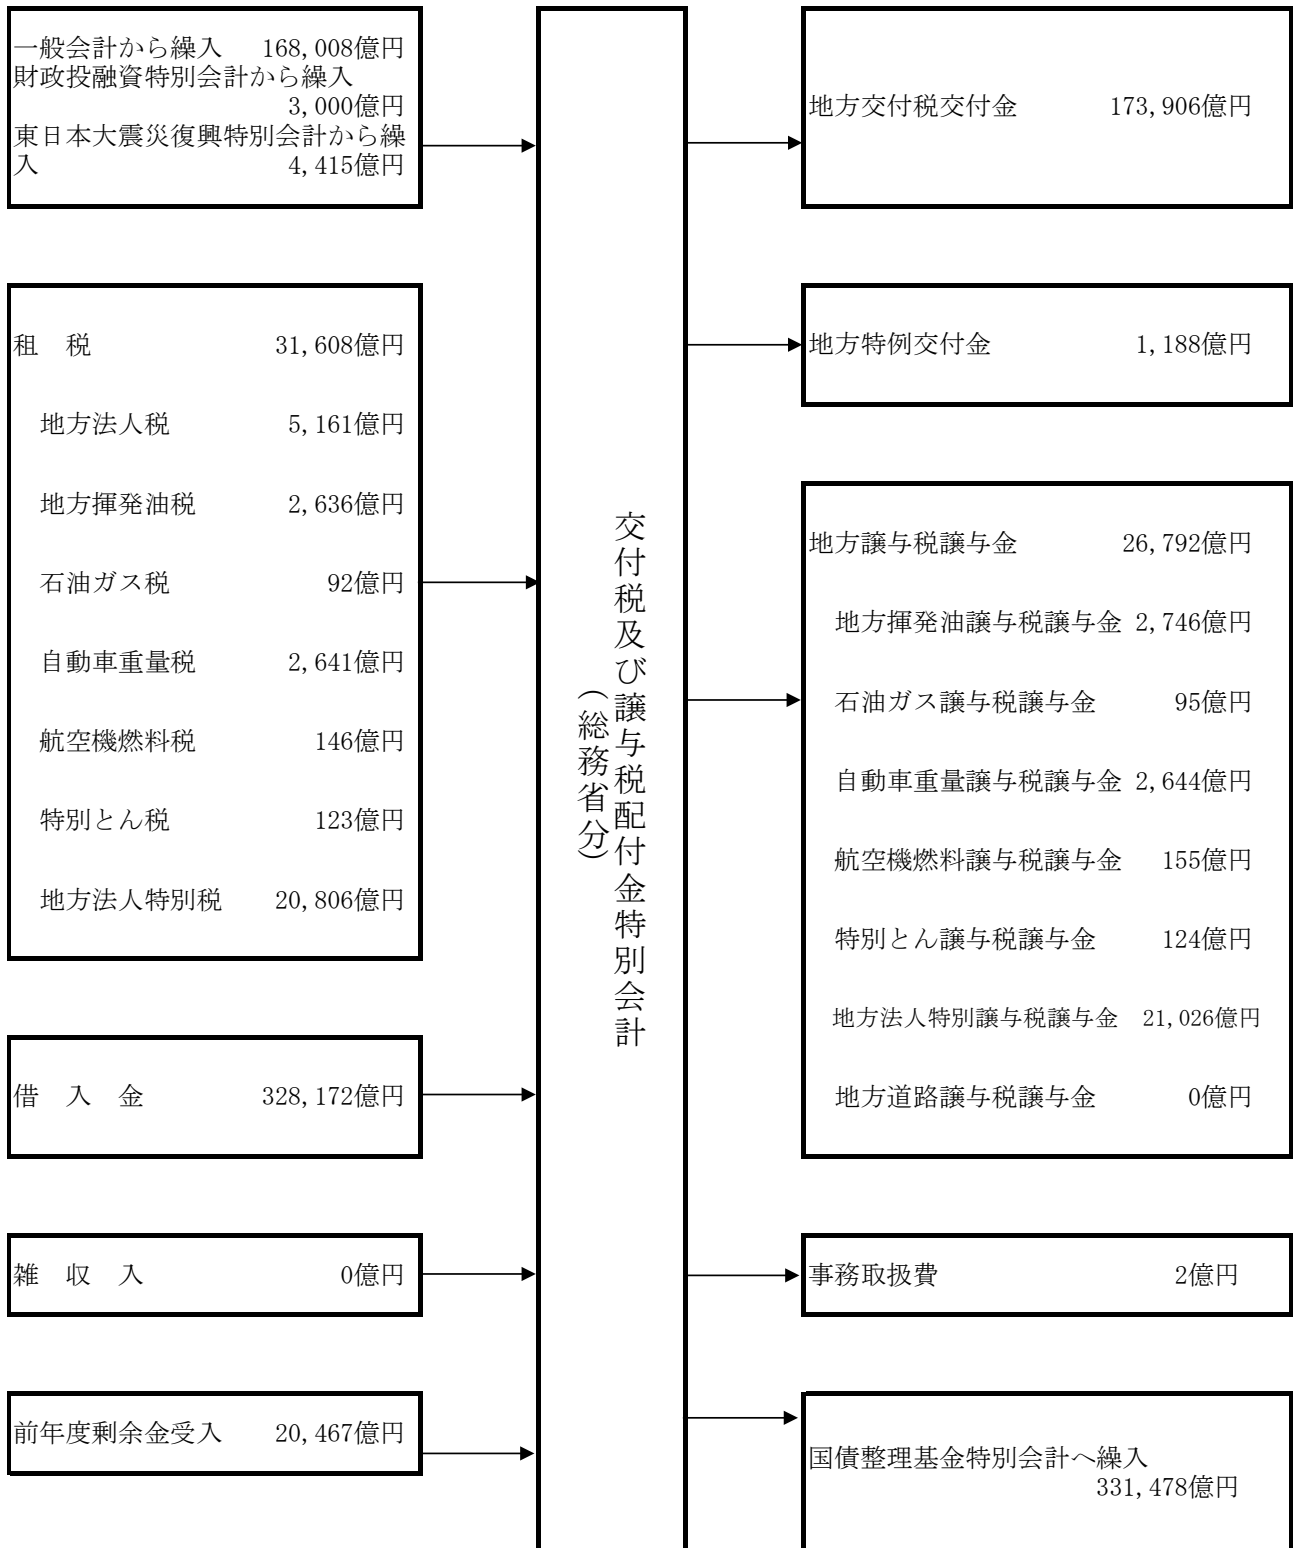 一般会計から繰入 168,008億円
財政投融資特別会計から繰入
3,000億円
東日本大震災復興特別会計から繰
入 4,415億円
租 税 31,608億円
地方法人税 5,161億円
地方揮発油税 2,636億円
石油ガス税 92億円
自動車重量税 2,641億円
航空機燃料税 146億円
特別とん税 123億円
地方法人特別税 20,806億円
借 入 金 328,172億円
雑 収 入 0億円
前年度剰余金受入 20,467億円
交付税及び譲与税配付金特別会計
(総務省分)
地方交付税交付金 173,906億円
地方特例交付金 1,188億円
地方譲与税譲与金 26,792億円
地方揮発油譲与税譲与金 2,746億円
石油ガス譲与税譲与金 95億円
自動車重量譲与税譲与金 2,644億円
航空機燃料譲与税譲与金 155億円
特別とん譲与税譲与金 124億円
地方法人特別譲与税譲与金 21,026億円
地方道路譲与税譲与金 0億円
事務取扱費 2億円
国債整理基金特別会計へ繰入
331,478億円